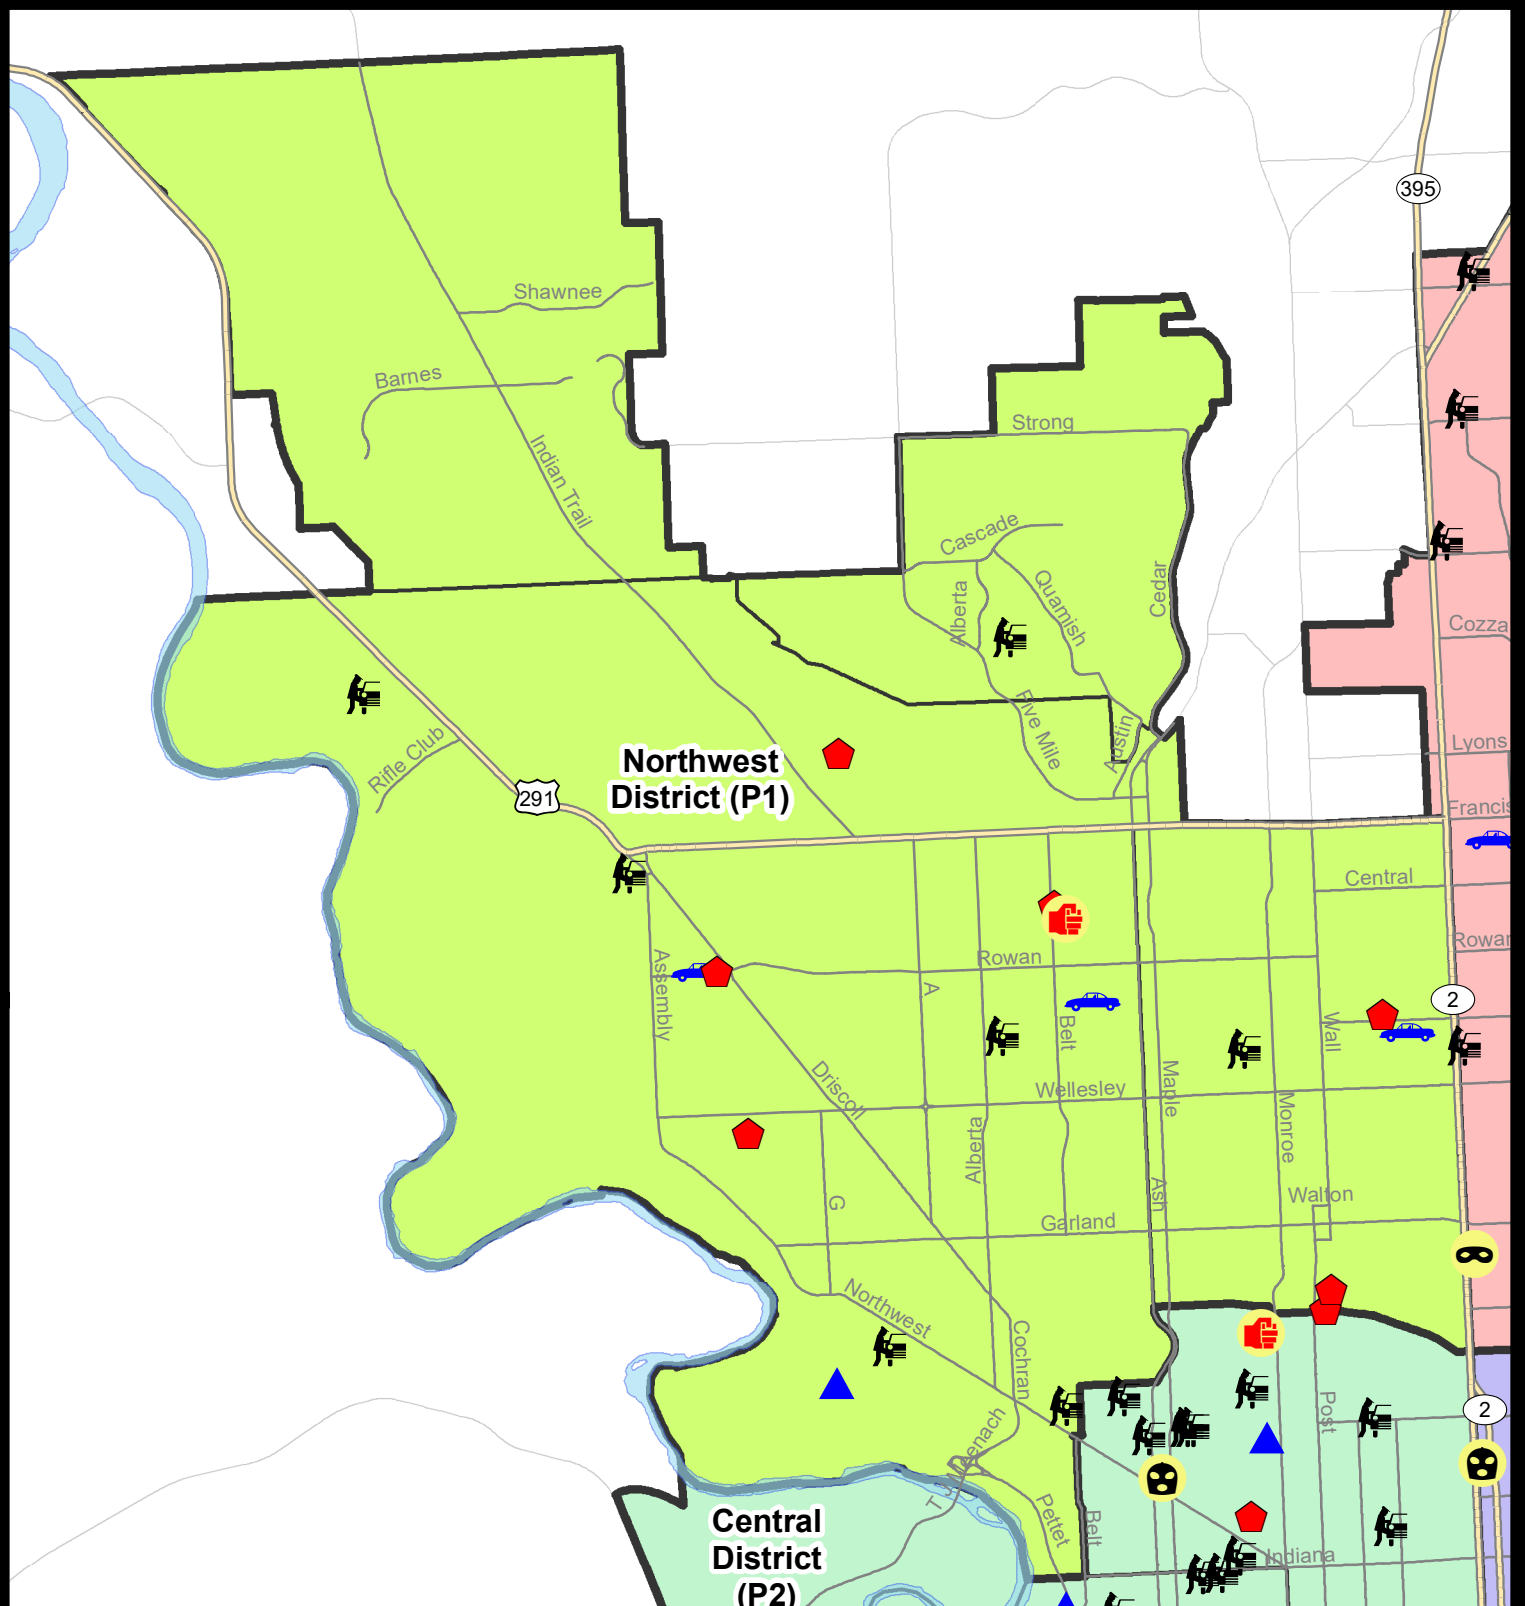 395
Shawnee
Barnes
Strong
Indian Trail
Cascade
Alberta
Quamish
Cedar
Cozza
Five Mile
Austin
Rifle Club
Lyons
Northwest
District (P1)
291
Francis
Central
Rowan
Rowan
Assembly
A
Belt
2
Wall
Driscoll
Wellesley
Maple
Monroe
Alberta
Ash
G
Walton
Garland
Northwest
Cochran
Post
2
T J Meenach
Pettet
Belt
Central
District
(P2)
Indiana